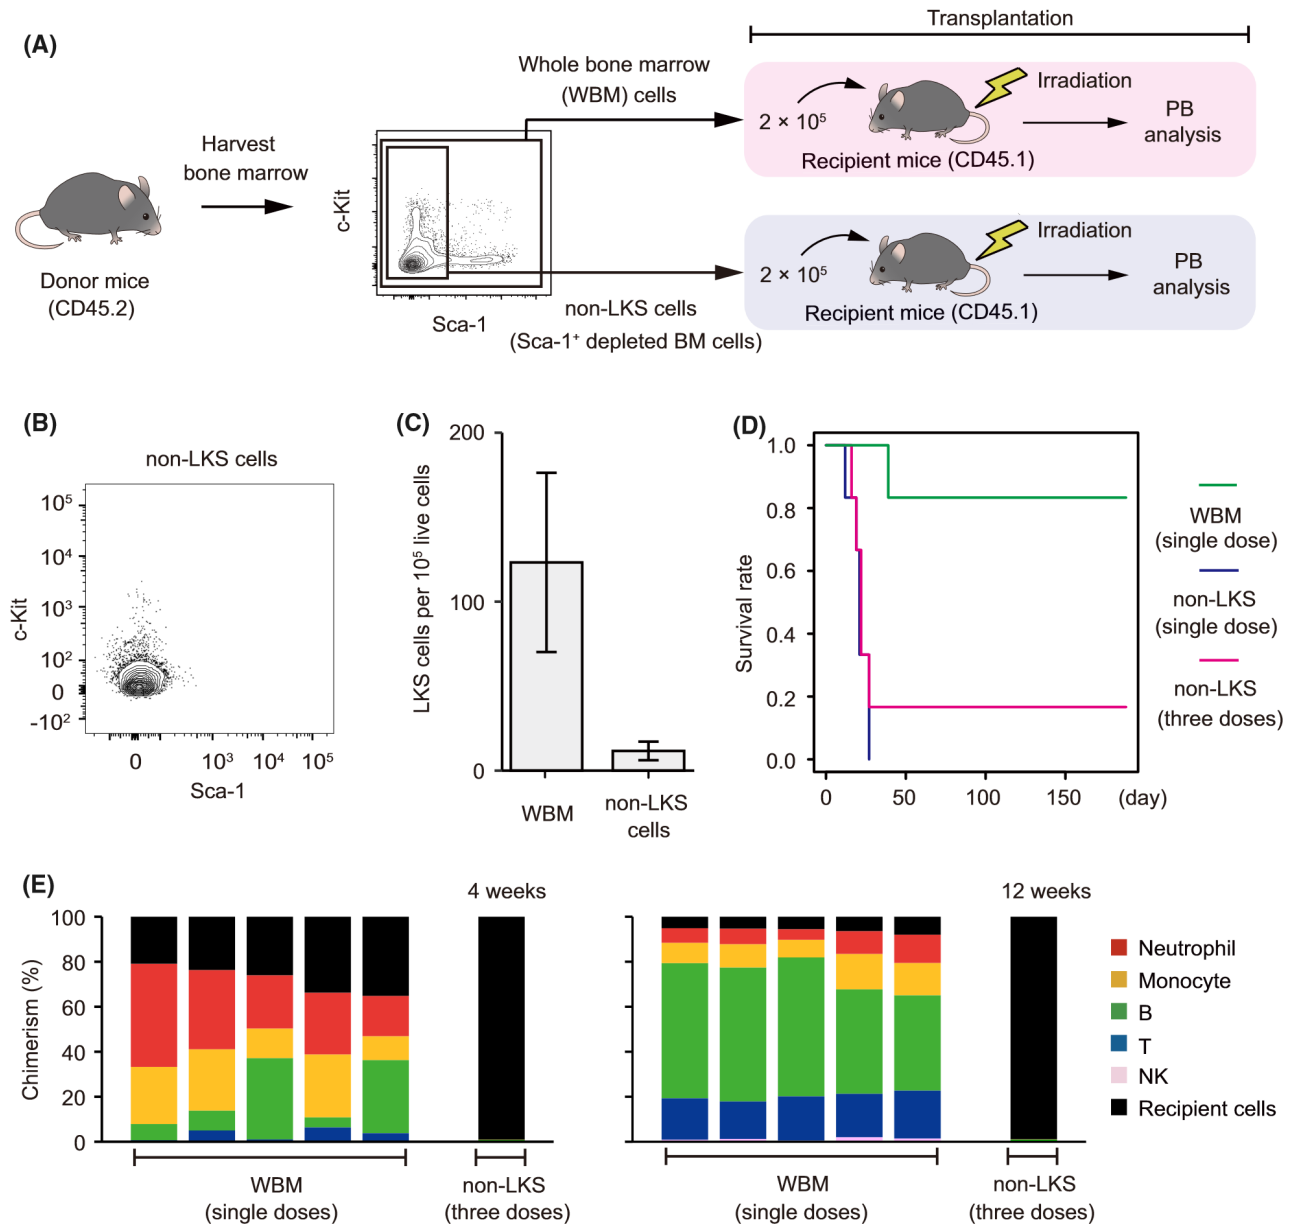 (A)
Transplantation
Whole bone marrow
(WBM) cells
Harvest
bone marrow
Donor mice
(CD45.2)
c-Kit
Sca-1
non-LKS cells
(Sca-1⁺ depleted BM cells)
2 × 10⁵
Irradiation
Recipient mice (CD45.1)
PB
analysis
2 × 10⁵
Irradiation
Recipient mice (CD45.1)
PB
analysis
(B)
non-LKS cells
c-Kit
10⁵
10⁴
10³
10²
0
-10²
0 10³ 10⁴ 10⁵
Sca-1
(C)
LKS cells per 10⁵ live cells
200
100
0
WBM
non-LKS
cells
(D)
Survival rate
1.0
0.8
0.6
0.4
0.2
0.0
0 50 100 150 (day)
WBM
(single dose)
non-LKS
(single dose)
non-LKS
(three doses)
(E)
Chimerism (%)
100
80
60
40
20
0
4 weeks
WBM
(single doses)
non-LKS
(three doses)
12 weeks
WBM
(single doses)
non-LKS
(three doses)
Neutrophil
Monocyte
B
T
NK
Recipient cells